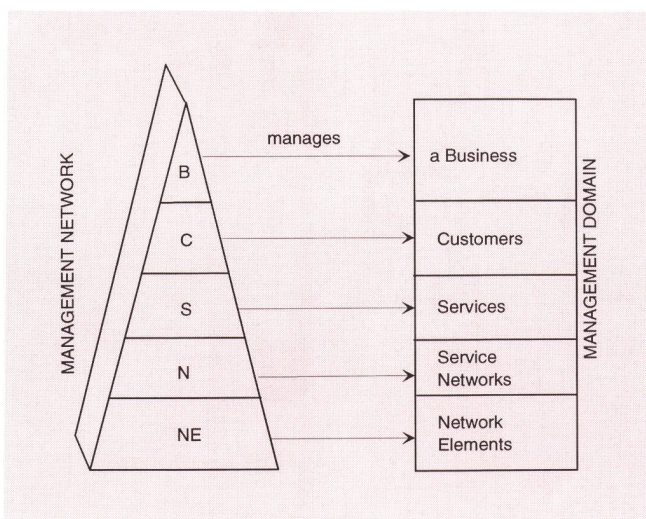 MANAGEMENT NETWORK
B
C
S
N
NE
manages
a Business
Customers
Services
Service
Networks
Network
Elements
MANAGEMENT DOMAIN